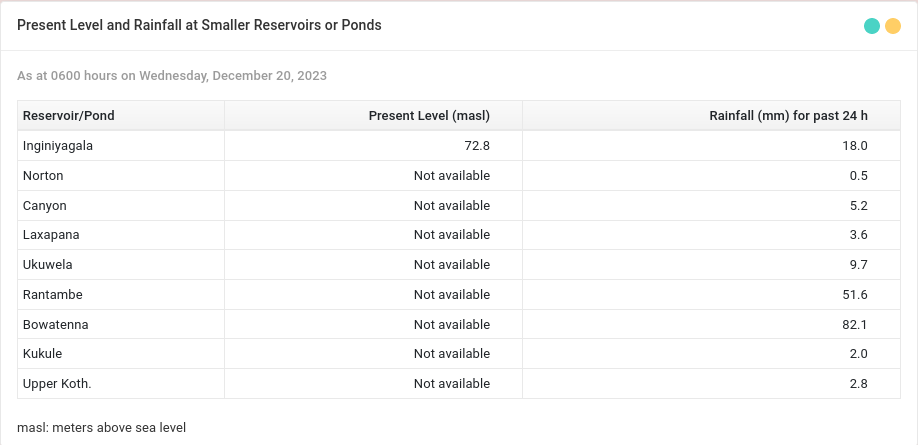 Present Level and Rainfall at Smaller Reservoirs or Ponds
As at 0600 hours on Wednesday, December 20, 2023
Reservoir/Pond Present Level (masl) Rainfall (mm) for past 24 h
Inginiyagala 72.8 18.0
Norton Not available 0.5
Canyon Not available 5.2
Laxapana Not available 3.6
Ukuwela Not available 9.7
Rantambe Not available 51.6
Bowatenna Not available 82.1
Kukule Not available 2.0
Upper Koth. Not available 2.8
masl: meters above sea level